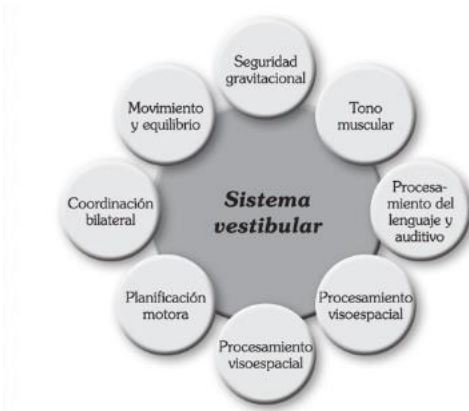 Seguridad
gravitacional
Tono
muscular
Procesa-
miento del
lenguaje y
auditivo
Procesamiento
visoespacial
Procesamiento
visoespacial
Planificación
motora
Coordinación
bilateral
Movimiento
y equilibrio
Sistema
vestibular